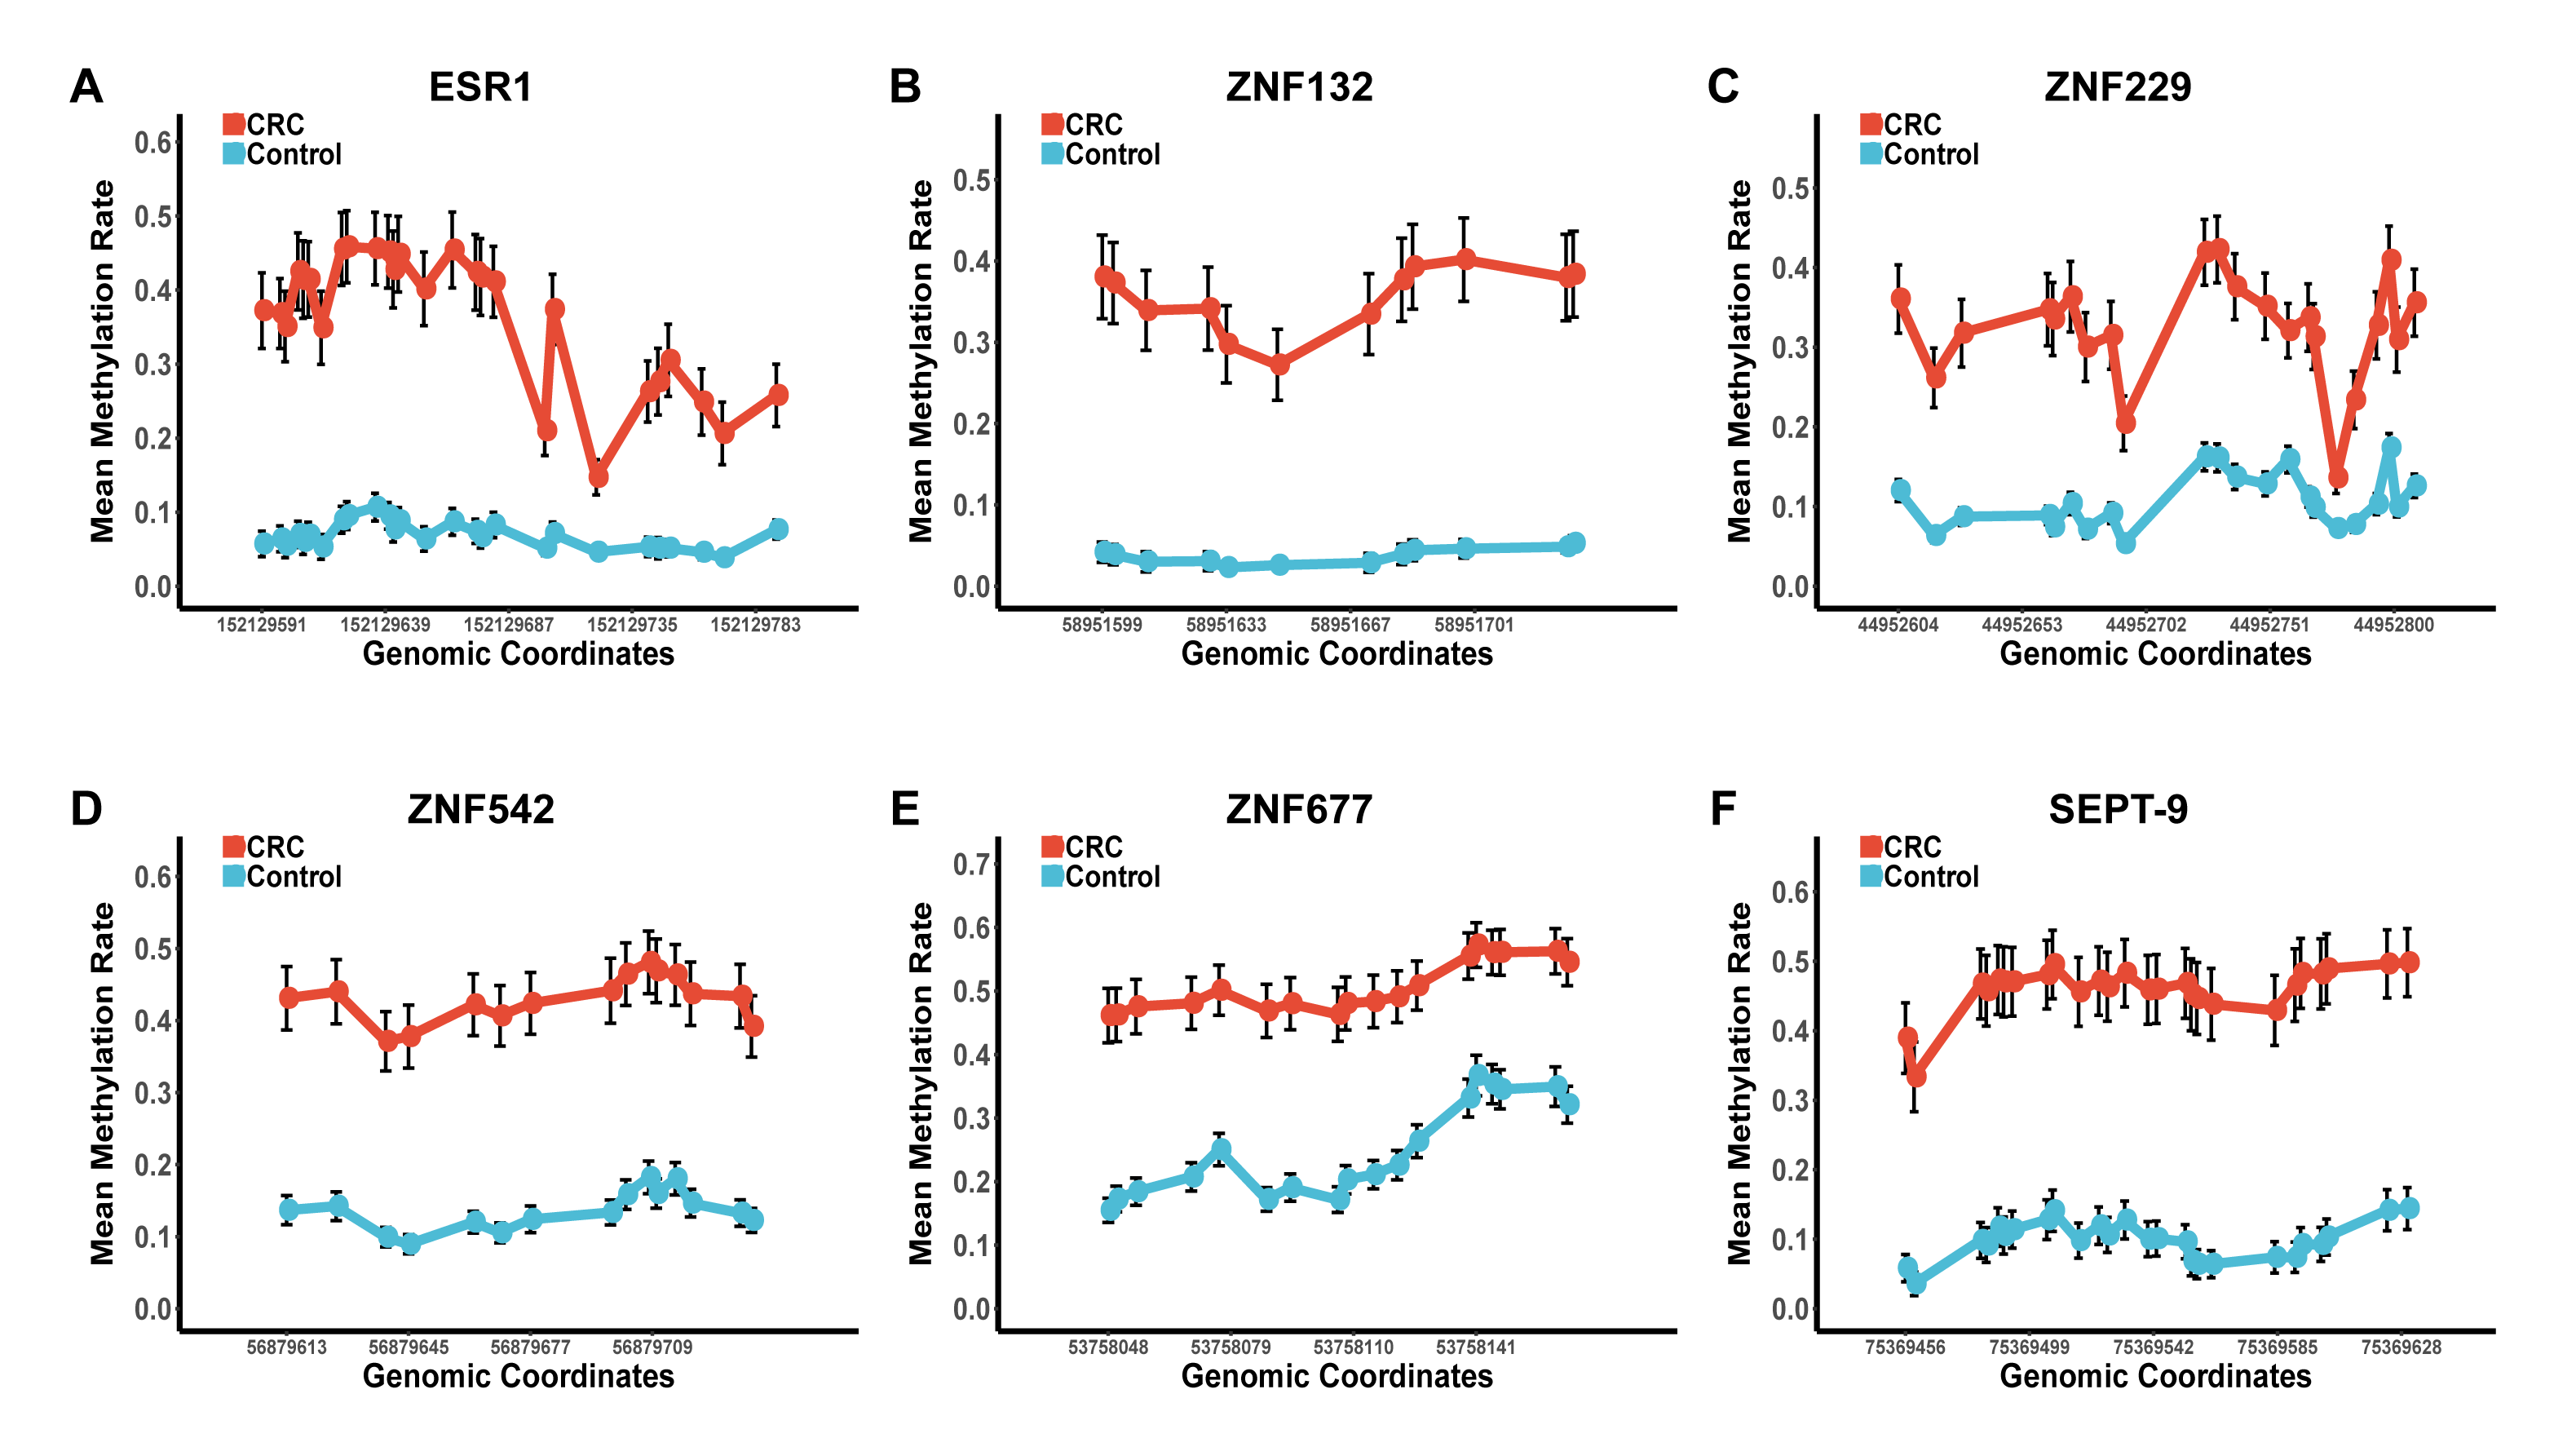 A
ESR1
CRC
Control
Mean Methylation Rate
0.6
0.5
0.4
0.3
0.2
0.1
0.0
152129591 152129639 152129687 152129735 152129783
Genomic Coordinates
B
ZNF132
CRC
Control
Mean Methylation Rate
0.5
0.4
0.3
0.2
0.1
0.0
58951599 58951633 58951667 58951701
Genomic Coordinates
C
ZNF229
CRC
Control
Mean Methylation Rate
0.5
0.4
0.3
0.2
0.1
0.0
44952604 44952653 44952702 44952751 44952800
Genomic Coordinates
D
ZNF542
CRC
Control
Mean Methylation Rate
0.6
0.5
0.4
0.3
0.2
0.1
0.0
56879613 56879645 56879677 56879709
Genomic Coordinates
E
ZNF677
CRC
Control
Mean Methylation Rate
0.7
0.6
0.5
0.4
0.3
0.2
0.1
0.0
53758048 53758079 53758110 53758141
Genomic Coordinates
F
SEPT-9
CRC
Control
Mean Methylation Rate
0.6
0.5
0.4
0.3
0.2
0.1
0.0
75369456 75369499 75369542 75369585 75369628
Genomic Coordinates